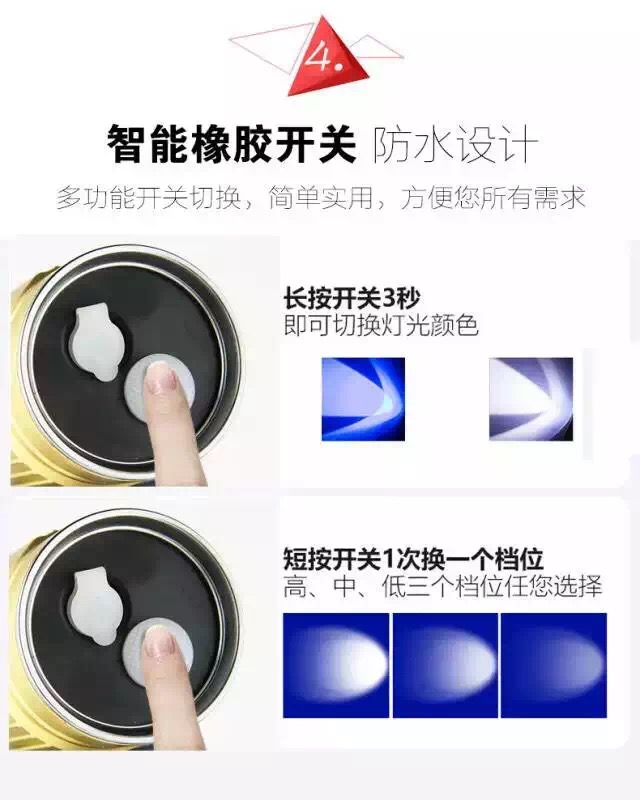 4.
智能橡胶开关 防水设计
多功能开关切换，简单实用，方便您所有需求
长按开关3秒
即可切换灯光颜色
短按开关1次换一个档位
高、中、低三个档位任您选择